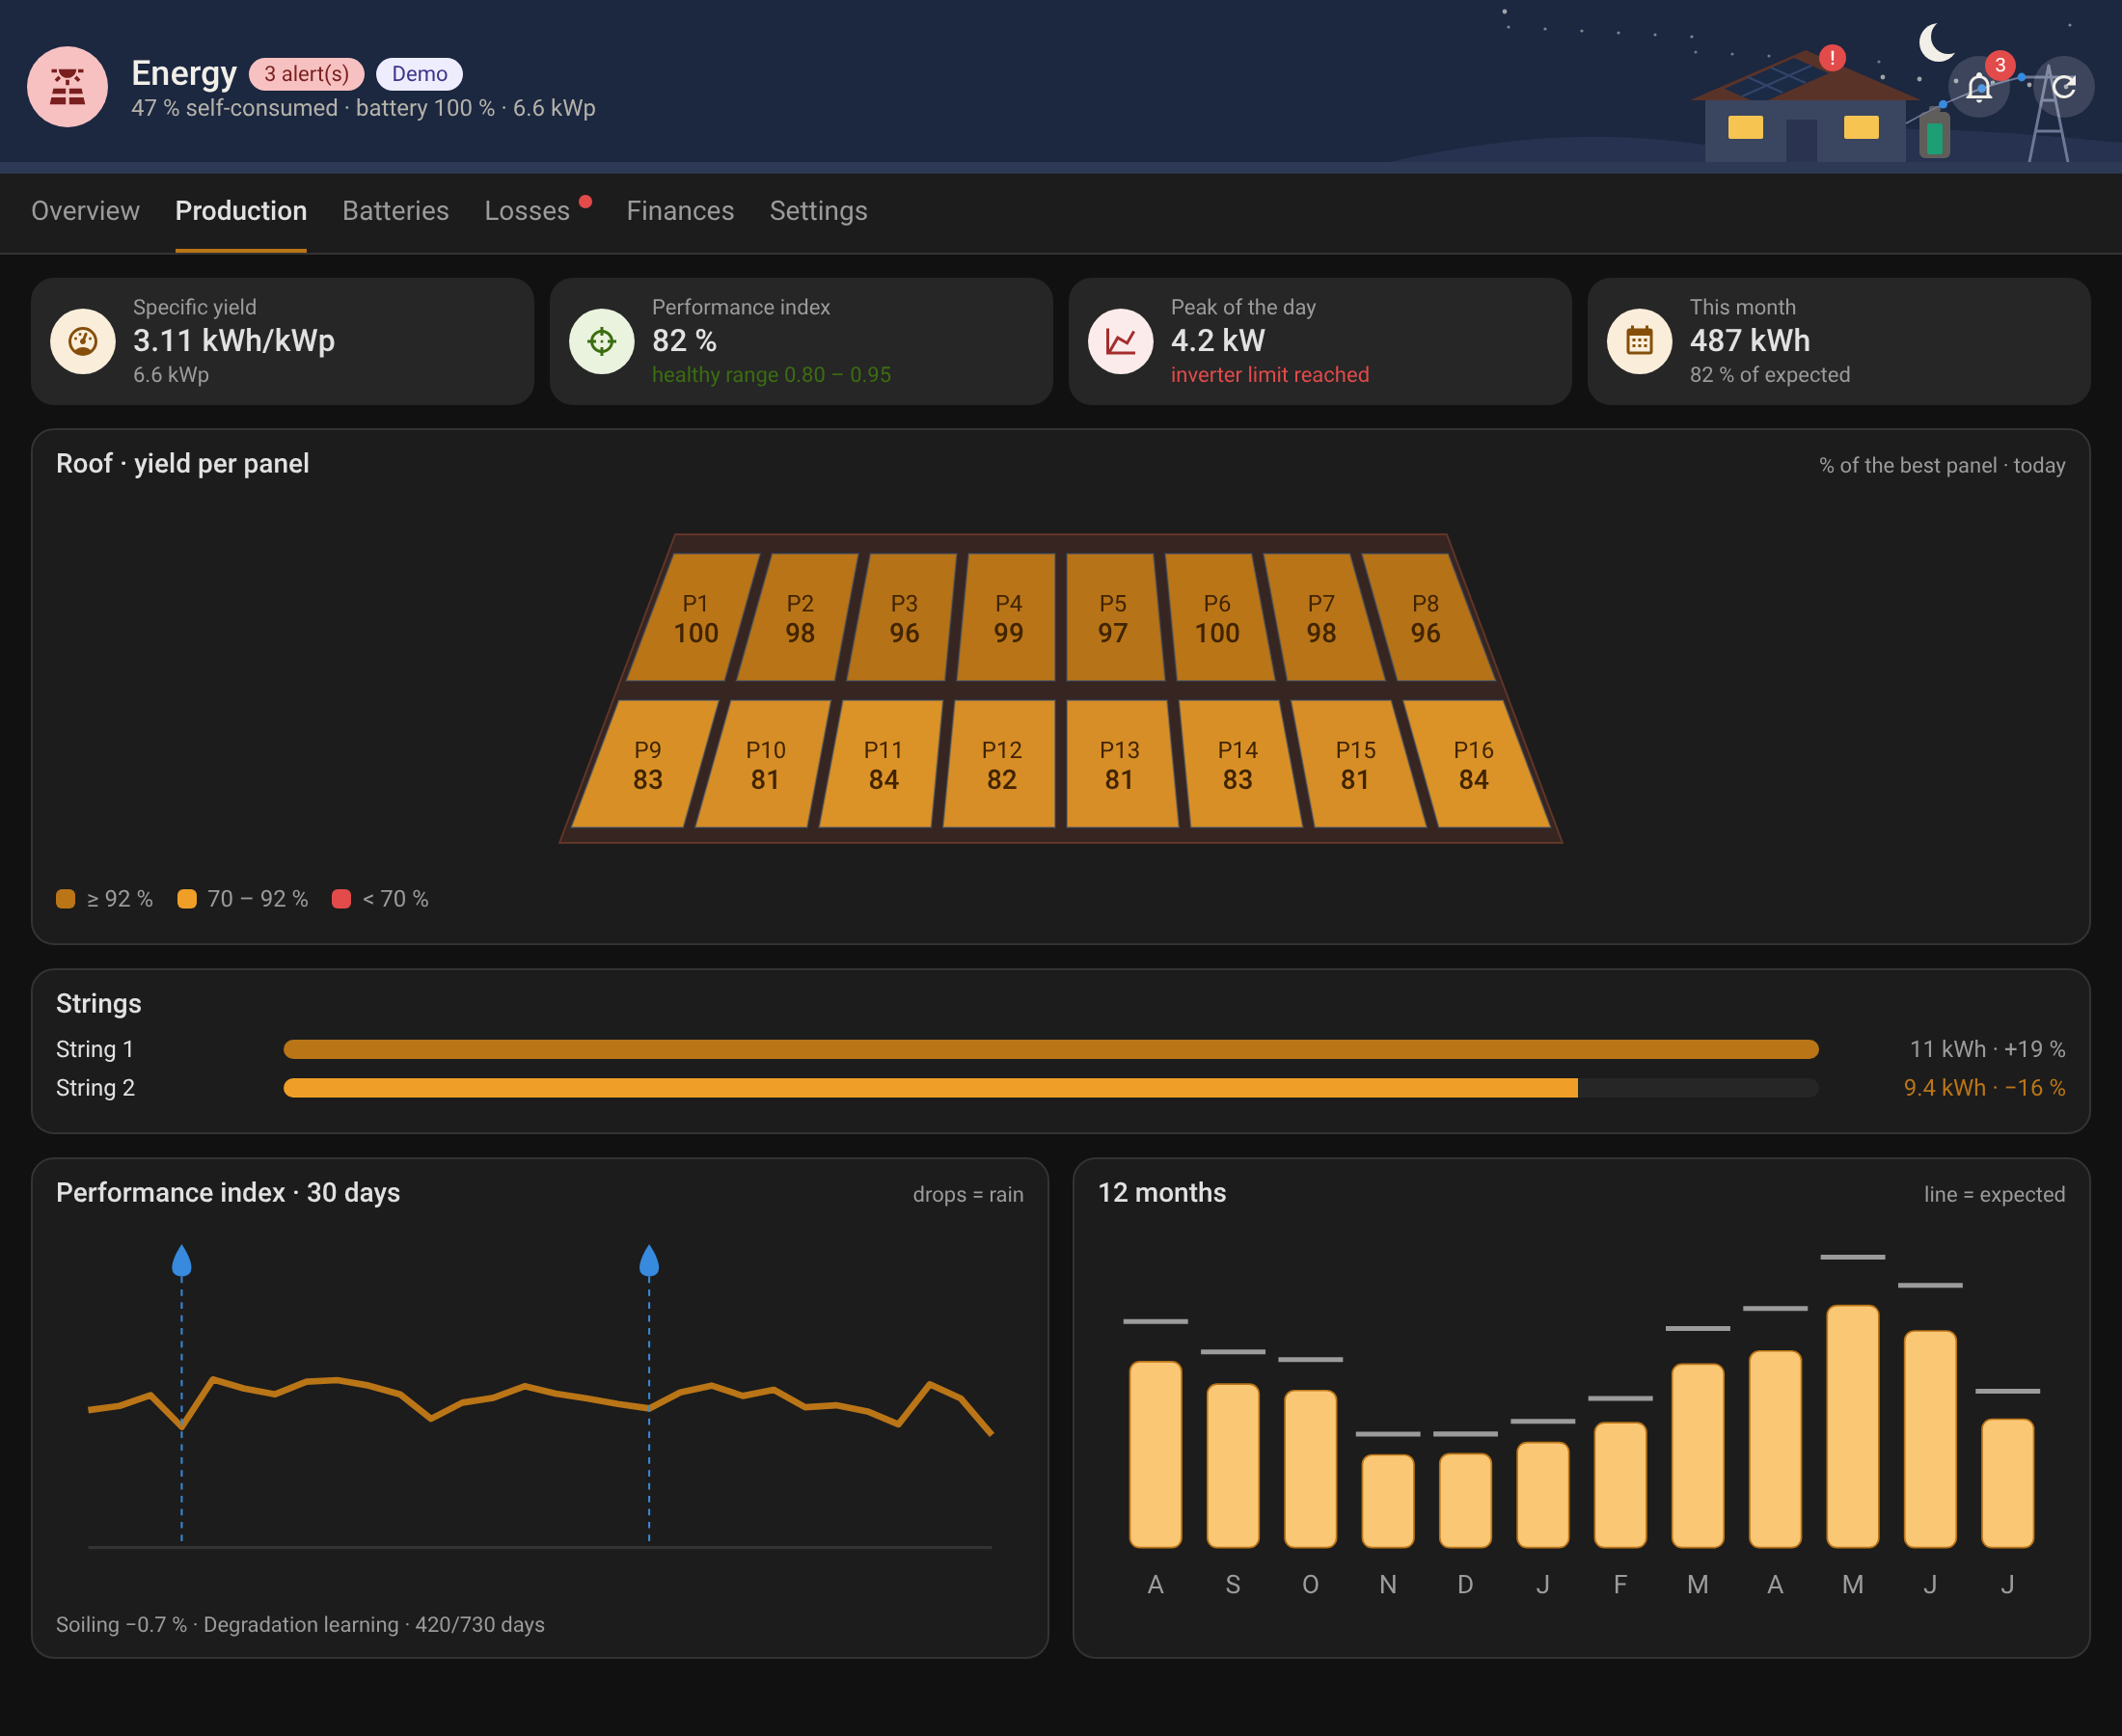 Energy 3 alert(s) Demo
47 % self-consumed · battery 100 % · 6.6 kWp
!
3
Overview Production Batteries Losses Finances Settings
Specific yield
3.11 kWh/kWp
6.6 kWp
Performance index
82 %
healthy range 0.80 – 0.95
Peak of the day
4.2 kW
inverter limit reached
This month
487 kWh
82 % of expected
Roof · yield per panel
% of the best panel · today
P1 P2 P3 P4 P5 P6 P7 P8
100 98 96 99 97 100 98 96
P9 P10 P11 P12 P13 P14 P15 P16
83 81 84 82 81 83 81 84
≥ 92 % 70 – 92 % < 70 %
Strings
String 1 11 kWh · +19 %
String 2 9.4 kWh · −16 %
Performance index · 30 days
drops = rain
Soiling −0.7 % · Degradation learning · 420/730 days
12 months
line = expected
A S O N D J F M A M J J